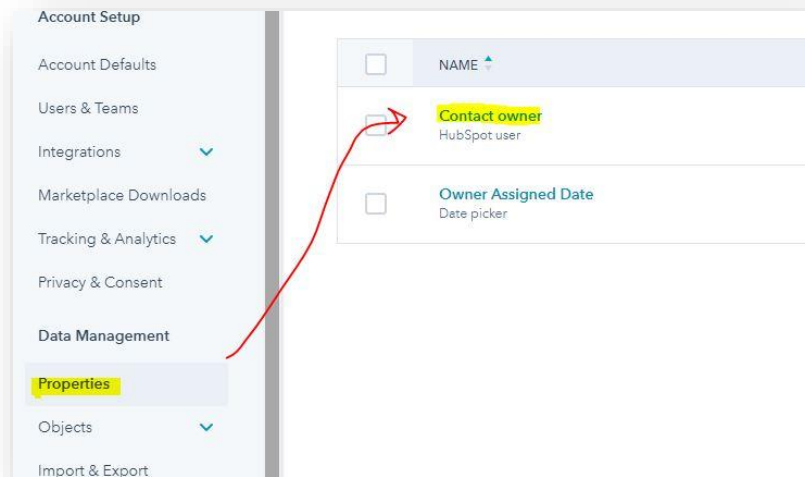 Account Setup
Account Defaults
Users & Teams
Integrations
Marketplace Downloads
Tracking & Analytics
Privacy & Consent
Data Management
Properties
Objects
Import & Export
NAME
Contact owner
HubSpot user
Owner Assigned Date
Date picker